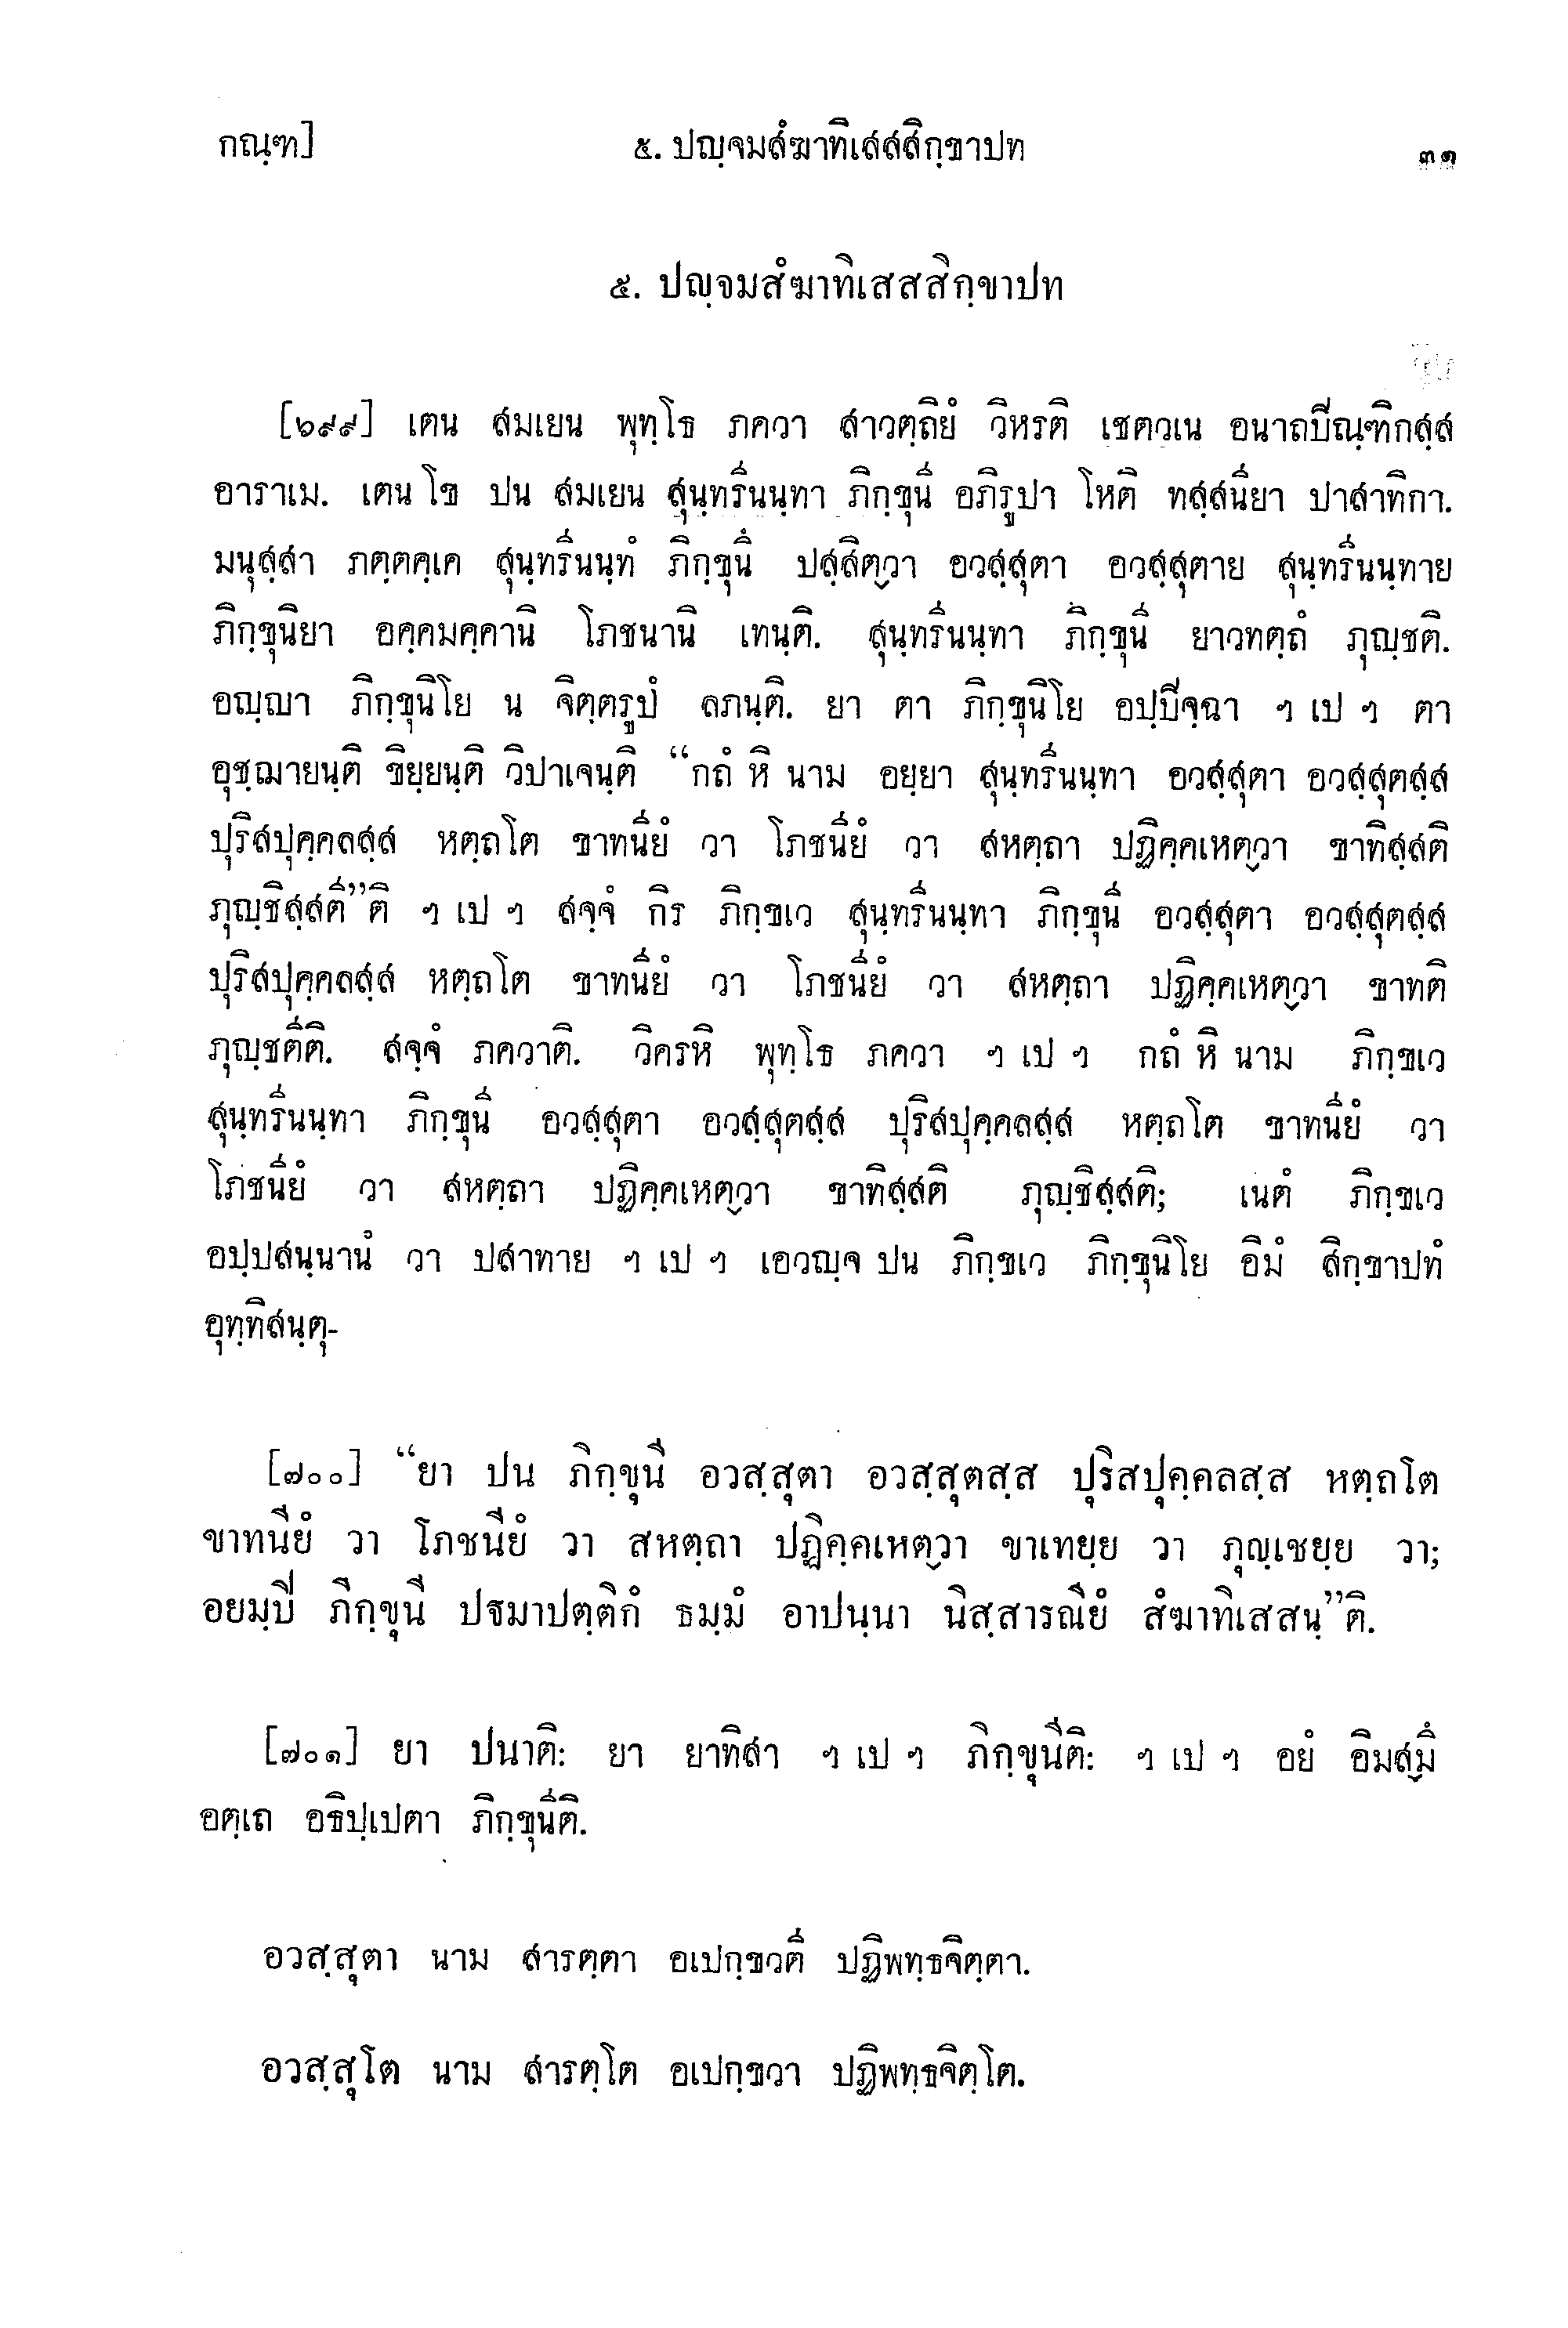 กณฺฑ] ๕. ปญฺจมสํฆาทิเสสสิกฺขาปท ๓๑
๕. ปญฺจมสํฆาทิเสสสิกฺขาปท
[๖๙๙] เตน สมเยน พุทฺโธ ภควา สาวตฺถิยํ วิหรติ เชตวเน อนาถปิณฺฑิกสฺส
อาราเม. เตน โข ปน สมเยน สุนฺทรีนนฺทา ภิกฺขุนี อภิรูปา โหติ ทสฺสนียา ปาสาทิกา.
มนุสฺสา ภตฺตคฺเค สุนฺทรีนนฺทํ ภิกฺขุนึ ปสฺสิตฺวา อวสฺสุตา อวสฺสุตาย สุนฺทรีนนฺทาย
ภิกฺขุนิยา อคฺคมคฺคานิ โภชนานิ เทนฺติ. สุนฺทรีนนฺทา ภิกฺขุนี ยาวทตฺถํ ภุญฺชติ.
อญฺญา ภิกฺขุนิโย น จิตฺตรูปํ ลภนฺติ. ยา ตา ภิกฺขุนิโย อปฺปิจฺฉา ฯ เป ฯ ตา
อุชฺฌายนฺติ ขิยฺยนฺติ วิปาเจนฺติ “กถํ หิ นาม อยฺยา สุนฺทรีนนฺทา อวสฺสุตา อวสฺสุตสฺส
ปุริสปุคฺคลสฺส หตฺถโต ขาทนียํ วา โภชนียํ วา สหตฺถา ปฏิคฺคเหตฺวา ขาทิสฺสติ
ภุญฺชิสฺสตี”ติ ฯ เป ฯ สจฺจํ กิร ภิกฺขเว สุนฺทรีนนฺทา ภิกฺขุนี อวสฺสุตา อวสฺสุตสฺส
ปุริสปุคฺคลสฺส หตฺถโต ขาทนียํ วา โภชนียํ วา สหตฺถา ปฏิคฺคเหตฺวา ขาทติ
ภุญฺชตีติ. สจฺจํ ภควาติ. วิครหิ พุทฺโธ ภควา ฯ เป ฯ กถํ หิ นาม ภิกฺขเว
สุนฺทรีนนฺทา ภิกฺขุนี อวสฺสุตา อวสฺสุตสฺส ปุริสปุคฺคลสฺส หตฺถโต ขาทนียํ วา
โภชนียํ วา สหตฺถา ปฏิคฺคเหตฺวา ขาทิสฺสติ ภุญฺชิสฺสติ; เนตํ ภิกฺขเว
อปฺปสนฺนานํ วา ปสาทาย ฯ เป ฯ เอวญฺจ ปน ภิกฺขเว ภิกฺขุนิโย อิมํ สิกฺขาปทํ
อุทฺทิสนฺตุ-
[๗๐๐] “ยา ปน ภิกฺขุนี อวสฺสุตา อวสฺสุตสฺส ปุริสปุคฺคลสฺส หตฺถโต
ขาทนียํ วา โภชนียํ วา สหตฺถา ปฏิคฺคเหตฺวา ขาเทยฺย วา ภุญฺเชยฺย วา;
อยมฺปิ ภิกฺขุนี ปฐมาปตฺติกํ ธมฺมํ อาปนฺนา นิสฺสารณียํ สํฆาทิเสสนฺ”ติ.
[๗๐๑] ยา ปนาติ: ยา ยาทิสา ฯ เป ฯ ภิกฺขุนีติ: ฯ เป ฯ อยํ อิมสฺมึ
อตฺเถ อธิปฺเปตา ภิกฺขุนีติ.
อวสฺสุตา นาม สารตฺตา อเปกฺขวตี ปฏิพทฺธจิตฺตา.
อวสฺสุโต นาม สารตฺโต อเปกฺขวา ปฏิพทฺธจิตฺโต.